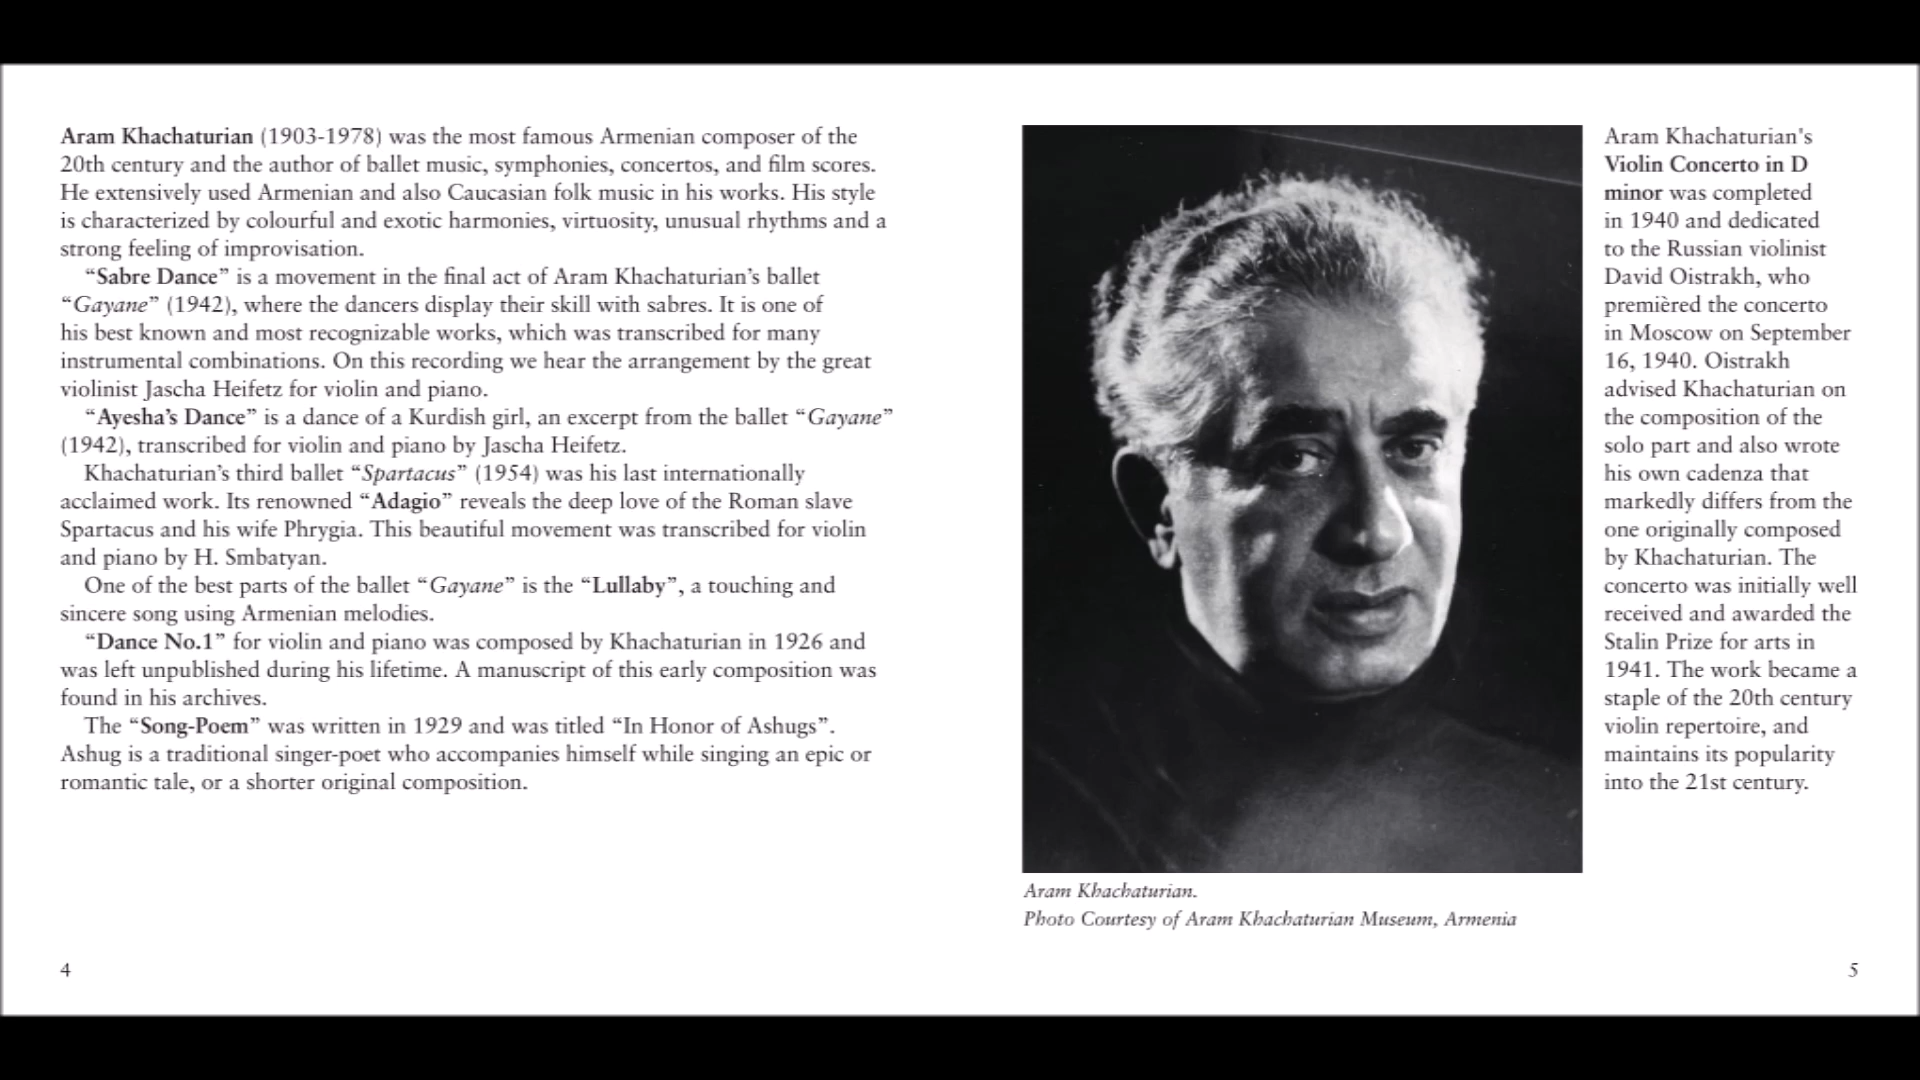 Aram Khachaturian (1903-1978) was the most famous Armenian composer of the
20th century and the author of ballet music, symphonies, concertos, and film scores.
He extensively used Armenian and also Caucasian folk music in his works. His style
is characterized by colourful and exotic harmonies, virtuosity, unusual rhythms and a
strong feeling of improvisation.
“Sabre Dance” is a movement in the final act of Aram Khachaturian’s ballet
“Gayane” (1942), where the dancers display their skill with sabres. It is one of
his best known and most recognizable works, which was transcribed for many
instrumental combinations. On this recording we hear the arrangement by the great
violinist Jascha Heifetz for violin and piano.
“Ayesha’s Dance” is a dance of a Kurdish girl, an excerpt from the ballet “Gayane”
(1942), transcribed for violin and piano by Jascha Heifetz.
Khachaturian’s third ballet “Spartacus” (1954) was his last internationally
acclaimed work. Its renowned “Adagio” reveals the deep love of the Roman slave
Spartacus and his wife Phrygia. This beautiful movement was transcribed for violin
and piano by H. Smbatyan.
One of the best parts of the ballet “Gayane” is the “Lullaby”, a touching and
sincere song using Armenian melodies.
“Dance No.1” for violin and piano was composed by Khachaturian in 1926 and
was left unpublished during his lifetime. A manuscript of this early composition was
found in his archives.
The “Song-Poem” was written in 1929 and was titled “In Honor of Ashugs”.
Ashug is a traditional singer-poet who accompanies himself while singing an epic or
romantic tale, or a shorter original composition.
4
Aram Khachaturian.
Photo Courtesy of Aram Khachaturian Museum, Armenia
Aram Khachaturian's
Violin Concerto in D
minor was completed
in 1940 and dedicated
to the Russian violinist
David Oistrakh, who
premièred the concerto
in Moscow on September
16, 1940. Oistrakh
advised Khachaturian on
the composition of the
solo part and also wrote
his own cadenza that
markedly differs from the
one originally composed
by Khachaturian. The
concerto was initially well
received and awarded the
Stalin Prize for arts in
1941. The work became a
staple of the 20th century
violin repertoire, and
maintains its popularity
into the 21st century.
5